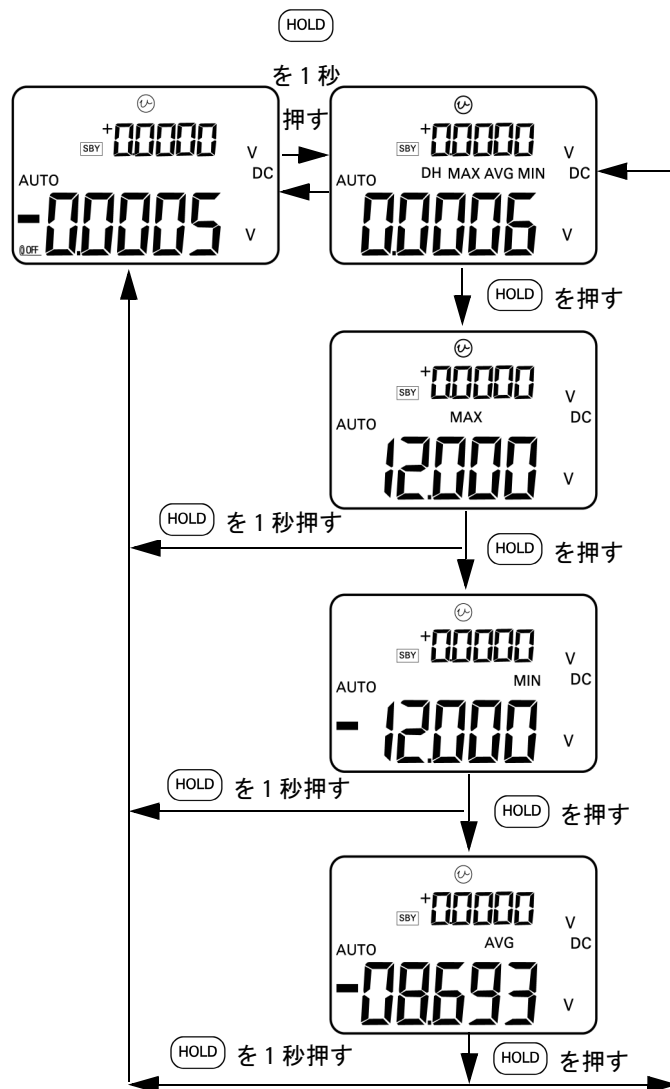 HOLD
を1秒
押す
SBY +00000 V
AUTO DC
-0.0005 V
OFF
SBY +00000 V
DH MAX AVG MIN DC
AUTO
0.0006 V
HOLD を押す
SBY +00000 V
MAX DC
AUTO
12.000 V
HOLD を1秒押す
HOLD を押す
SBY +00000 V
MIN DC
AUTO
-12.000 V
HOLD を1秒押す
HOLD を押す
SBY +00000 V
AVG DC
AUTO
-08.693 V
HOLD を1秒押す
HOLD を押す